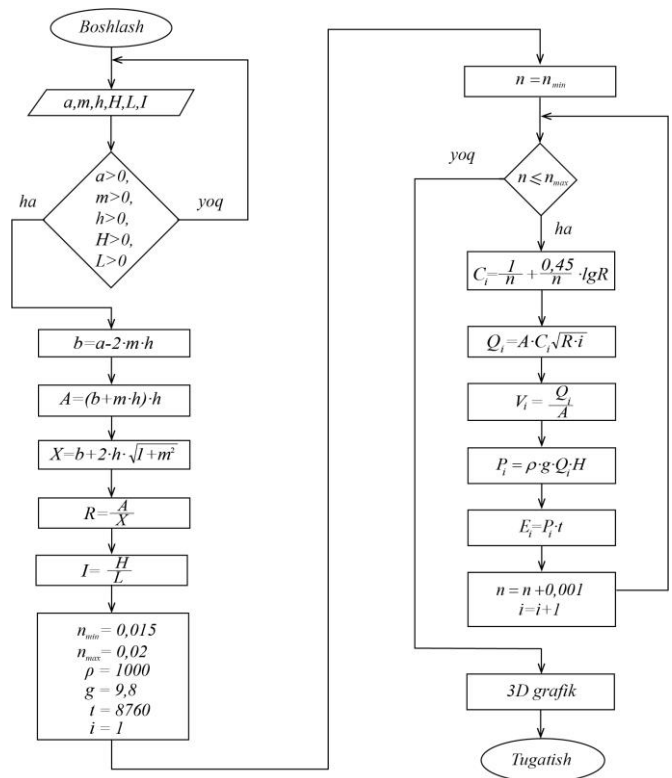 Boshlash
a,m,h,H,L,I
a>0,
m>0,
h>0,
H>0,
L>0
ha
yoq
b=a-2·m·h
A=(b+m·h)·h
X=b+2·h·√1+m²
R=A/X
I=H/L
n_min = 0,015
n_max = 0,02
ρ = 1000
g = 9,8
t = 8760
i = 1
n = n_min
yoq
n ≤ n_max
ha
C_i=1/n + 0,45/n ·lgR
Q_i=A·C_i√R·i
V_i= Q_i/A
P_i = ρ·g·Q_i·H
E_i=P_i·t
n = n+0,001
i=i+1
3D grafik
Tugatish